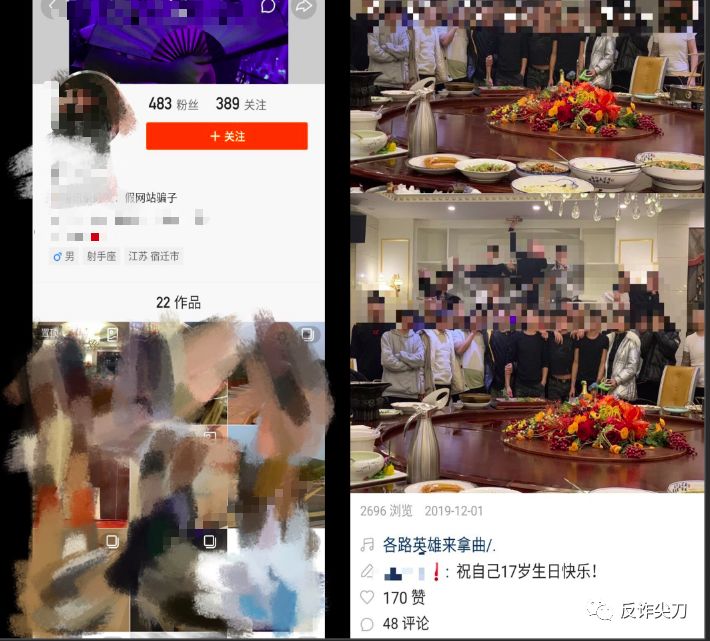 483 粉丝 389 关注
+ 关注
假网站骗子
♂ 男 射手座 江苏 宿迁市
22 作品
置顶
2696 浏览 2019-12-01
各路英雄来拿曲/.
：祝自己17岁生日快乐！
170 赞
48 评论
反诈尖刀